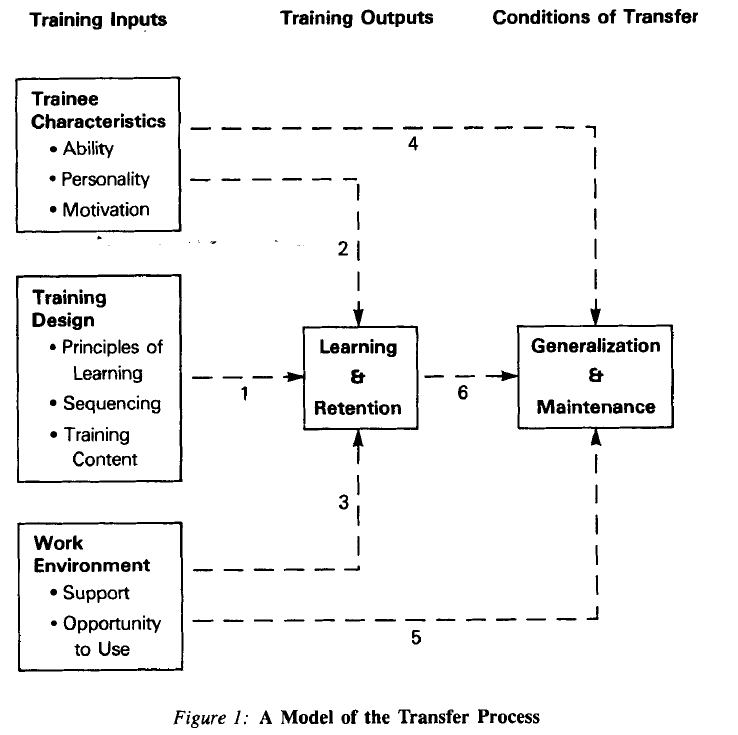 Training Inputs Training Outputs Conditions of Transfer
Trainee
Characteristics
• Ability
• Personality
• Motivation
4
2
Training
Design
• Principles of
Learning
• Sequencing
• Training
Content
1
Learning
&
Retention
6
Generalization
&
Maintenance
3
Work
Environment
• Support
• Opportunity
to Use
5
Figure 1: A Model of the Transfer Process